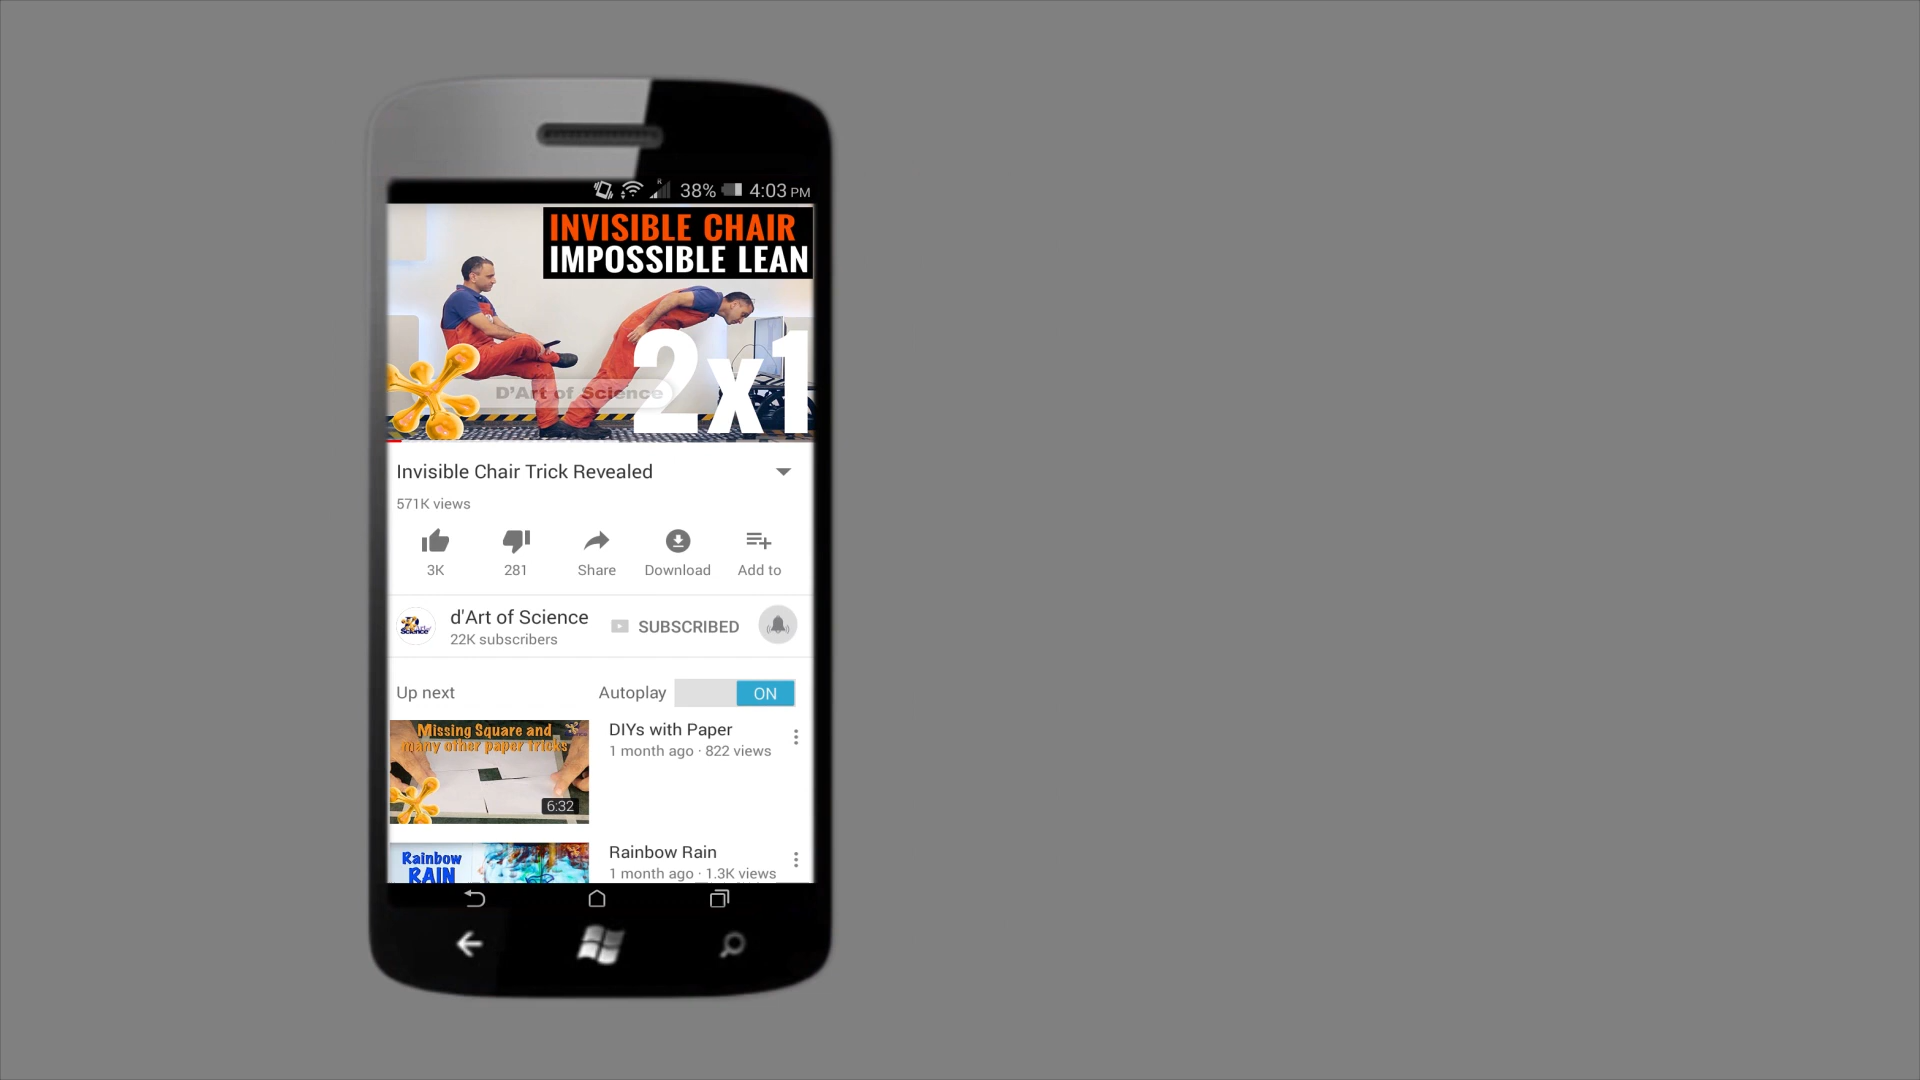 38% 4:03 PM
INVISIBLE CHAIR
IMPOSSIBLE LEAN
2x1
D'Art of Science
Invisible Chair Trick Revealed
571K views
3K 281 Share Download Add to
d'Art of Science
22K subscribers
SUBSCRIBED
Up next Autoplay ON
Missing Square and
many other paper tricks
6:32
DIYs with Paper
1 month ago · 822 views
Rainbow
RAIN
Rainbow Rain
1 month ago · 1.3K views